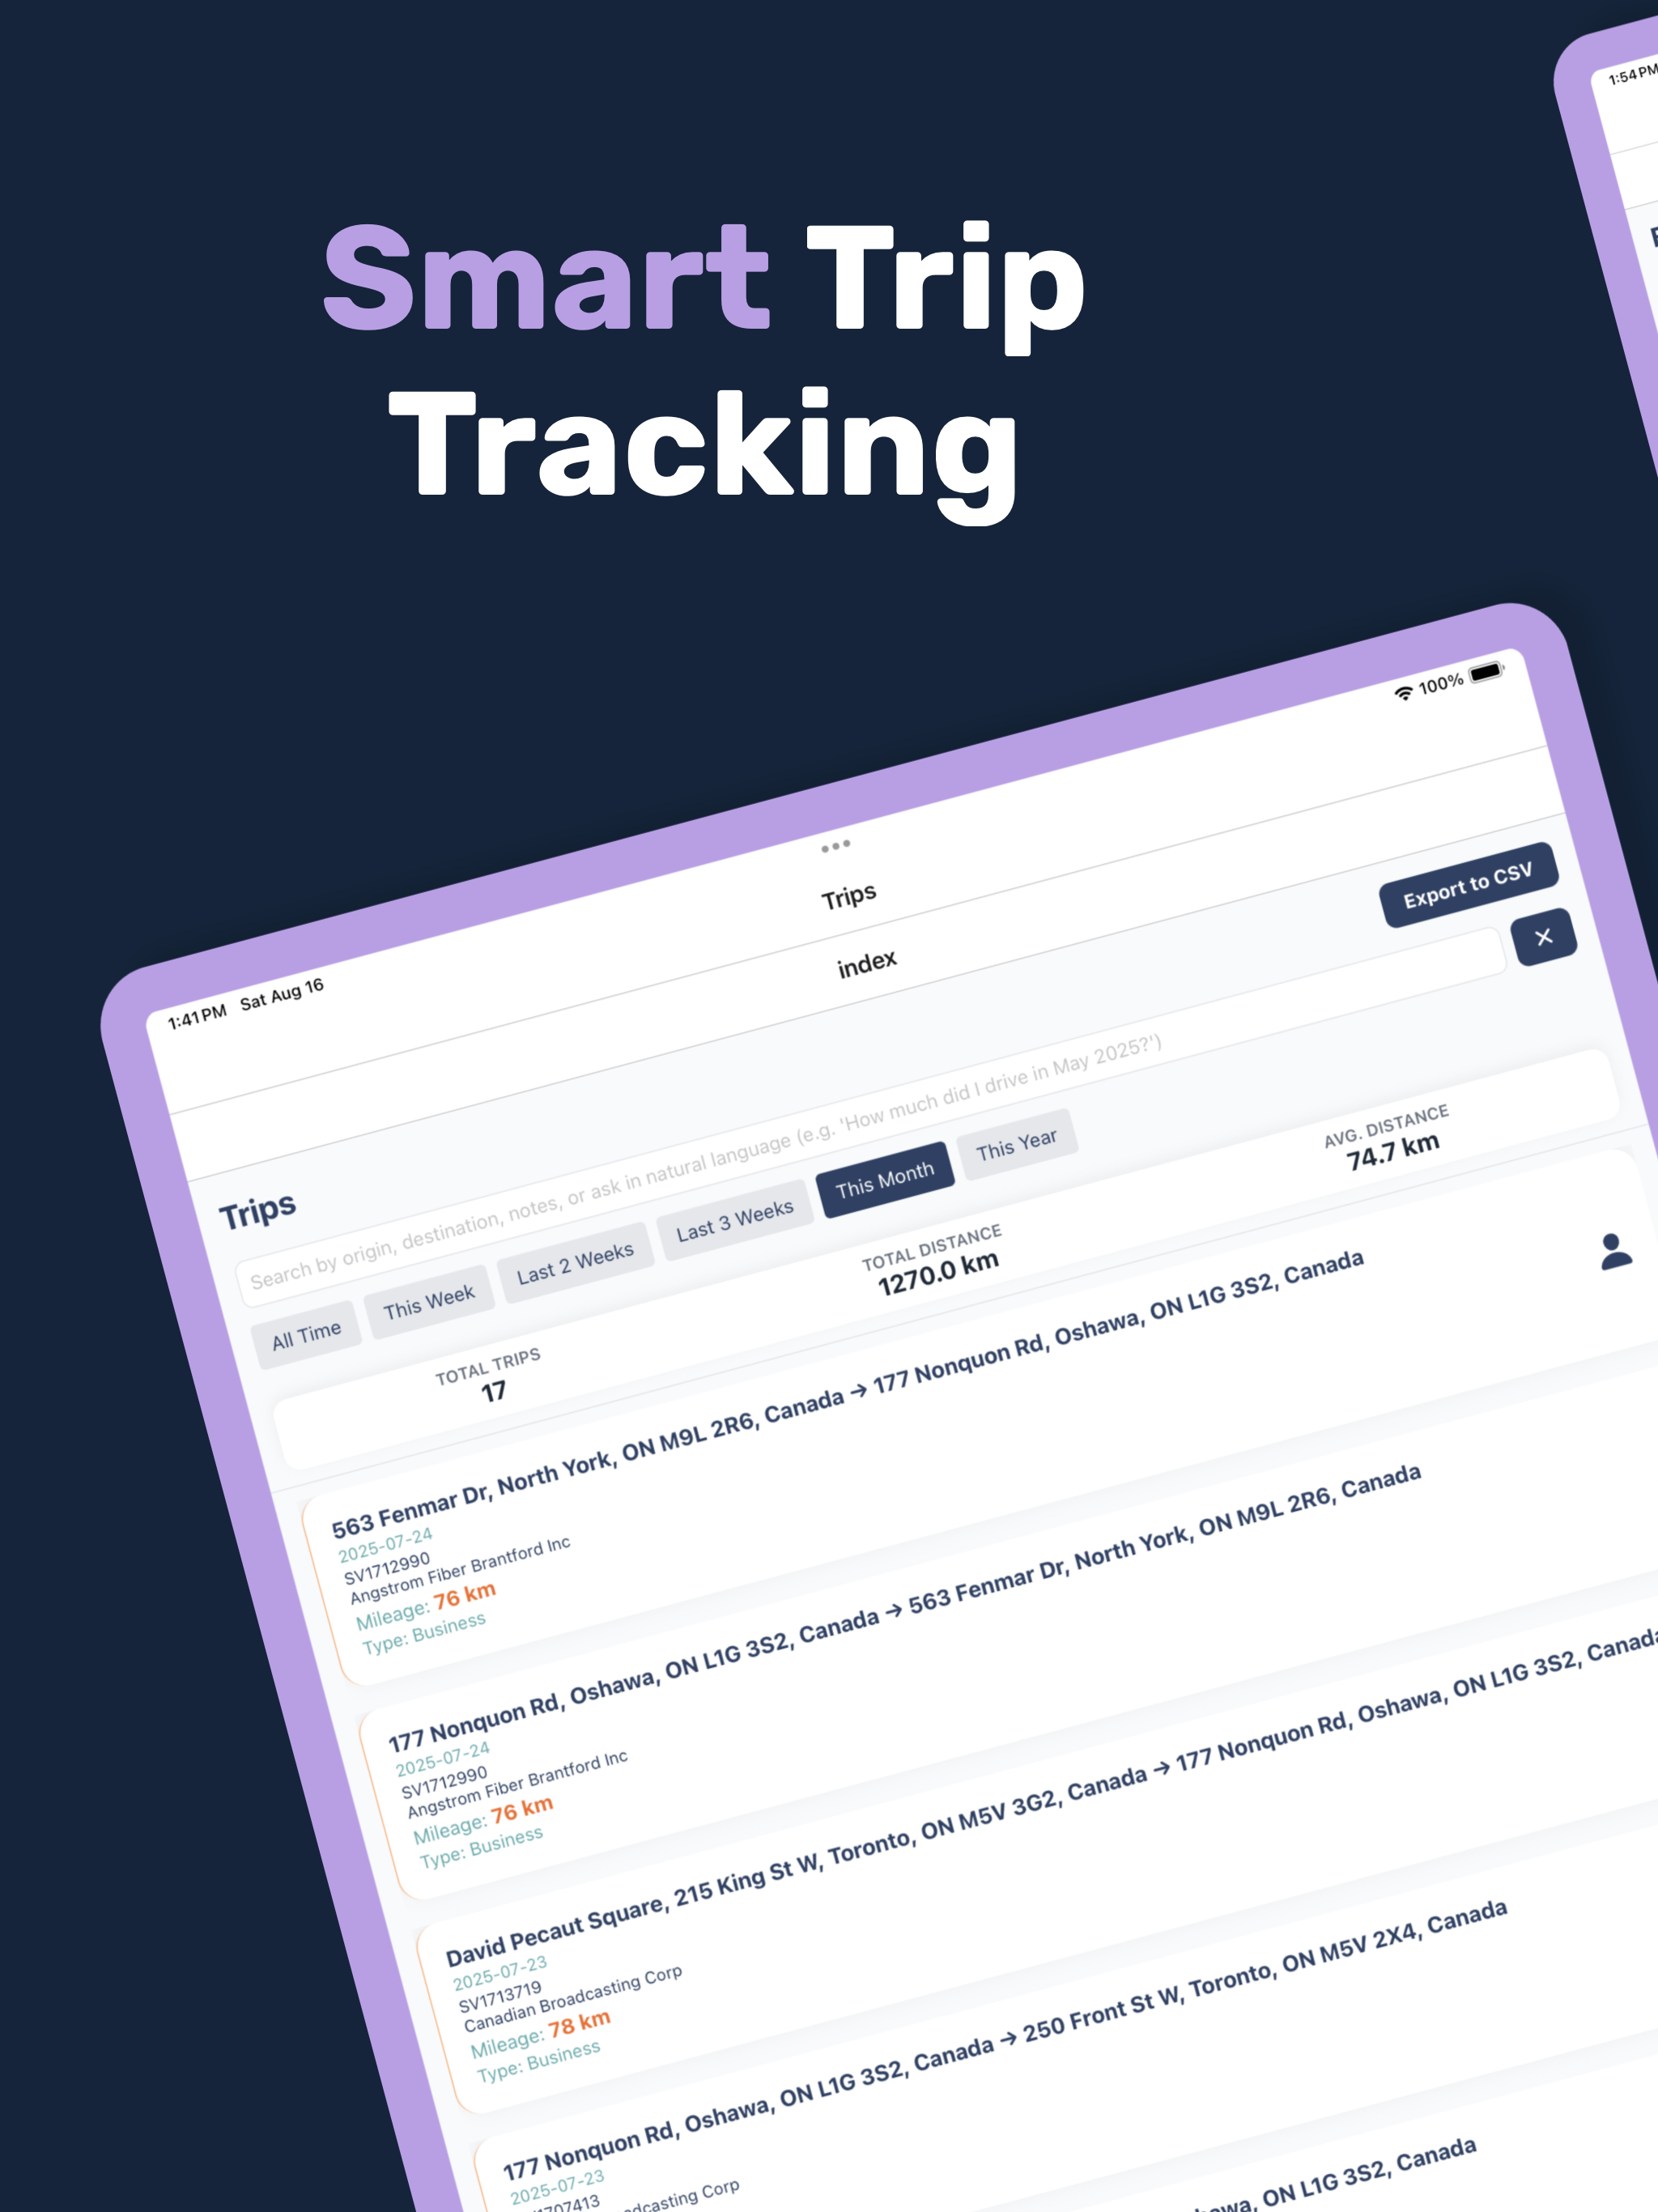 Smart Trip
Tracking
1:54 PM
100%
1:41 PM Sat Aug 16
Trips
index
Export to CSV
Trips
Search by origin, destination, notes, or ask in natural language (e.g. 'How much did I drive in May 2025?')
All Time
This Week
Last 2 Weeks
Last 3 Weeks
This Month
This Year
TOTAL TRIPS
17
TOTAL DISTANCE
1270.0 km
AVG. DISTANCE
74.7 km
563 Fenmar Dr, North York, ON M9L 2R6, Canada → 177 Nonquon Rd, Oshawa, ON L1G 3S2, Canada
2025-07-24
SV1712990
Angstrom Fiber Brantford Inc
Mileage: 76 km
Type: Business
177 Nonquon Rd, Oshawa, ON L1G 3S2, Canada → 563 Fenmar Dr, North York, ON M9L 2R6, Canada
2025-07-24
SV1712990
Angstrom Fiber Brantford Inc
Mileage: 76 km
Type: Business
David Pecaut Square, 215 King St W, Toronto, ON M5V 3G2, Canada → 177 Nonquon Rd, Oshawa, ON L1G 3S2, Canada
2025-07-23
SV1713719
Canadian Broadcasting Corp
Mileage: 78 km
Type: Business
177 Nonquon Rd, Oshawa, ON L1G 3S2, Canada → 250 Front St W, Toronto, ON M5V 2X4, Canada
2025-07-23
Corp
ON L1G 3S2, Canada